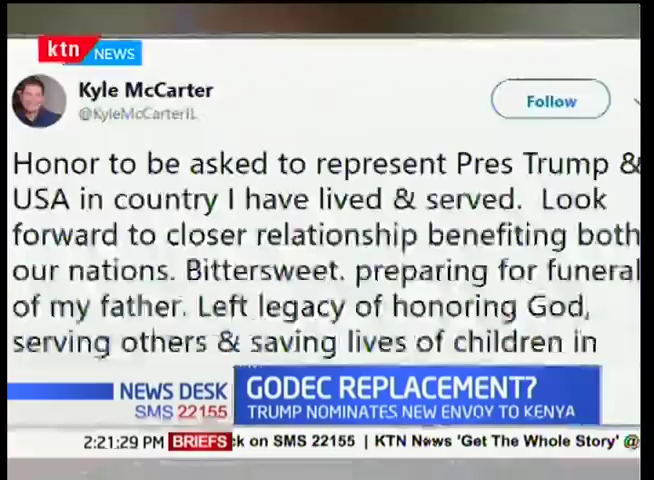 ktn NEWS
Kyle McCarter
@KyleMcCarterIL
Follow
Honor to be asked to represent Pres Trump &
USA in country I have lived & served. Look
forward to closer relationship benefiting both
our nations. Bittersweet. preparing for funeral
of my father. Left legacy of honoring God,
serving others & saving lives of children in
NEWS DESK
SMS 22155
GODEC REPLACEMENT?
TRUMP NOMINATES NEW ENVOY TO KENYA
2:21:29 PM BRIEFS ck on SMS 22155 | KTN News 'Get The Whole Story' @